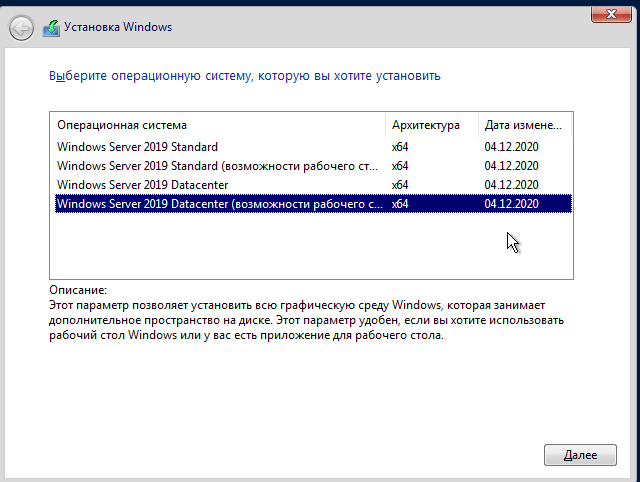 Установка Windows
Выберите операционную систему, которую вы хотите установить
Операционная система Архитектура Дата измене...
Windows Server 2019 Standard x64 04.12.2020
Windows Server 2019 Standard (возможности рабочего ст... x64 04.12.2020
Windows Server 2019 Datacenter x64 04.12.2020
Windows Server 2019 Datacenter (возможности рабочего с... x64 04.12.2020
Описание:
Этот параметр позволяет установить всю графическую среду Windows, которая занимает
дополнительное пространство на диске. Этот параметр удобен, если вы хотите использовать
рабочий стол Windows или у вас есть приложение для рабочего стола.
Далее